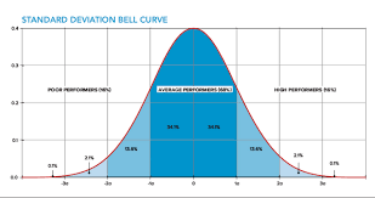 STANDARD DEVIATION BELL CURVE
0.4
0.3
POOR PERFORMERS (16%)
AVERAGE PERFORMERS (68%)
HIGH PERFORMERS (16%)
0.2
0.1
34.1% 34.1%
13.6% 13.6%
2.1% 2.1%
0.1% 0.1%
0.0
-3σ -2σ -1σ 0 1σ 2σ 3σ